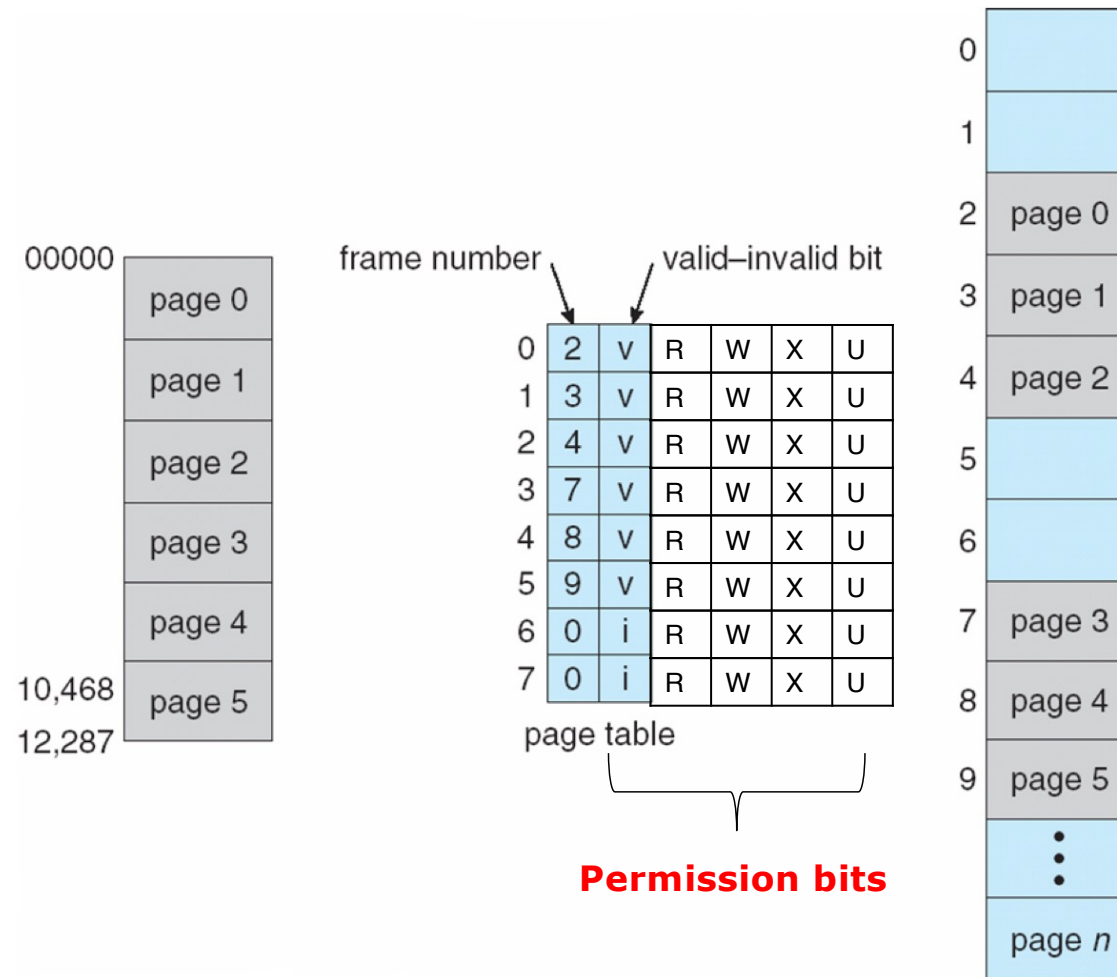 00000
page 0
page 1
page 2
page 3
page 4
10,468
page 5
12,287
frame number
valid–invalid bit
0 2 v R W X U
1 3 v R W X U
2 4 v R W X U
3 7 v R W X U
4 8 v R W X U
5 9 v R W X U
6 0 i R W X U
7 0 i R W X U
page table
Permission bits
0
1
2 page 0
3 page 1
4 page 2
5
6
7 page 3
8 page 4
9 page 5
page n